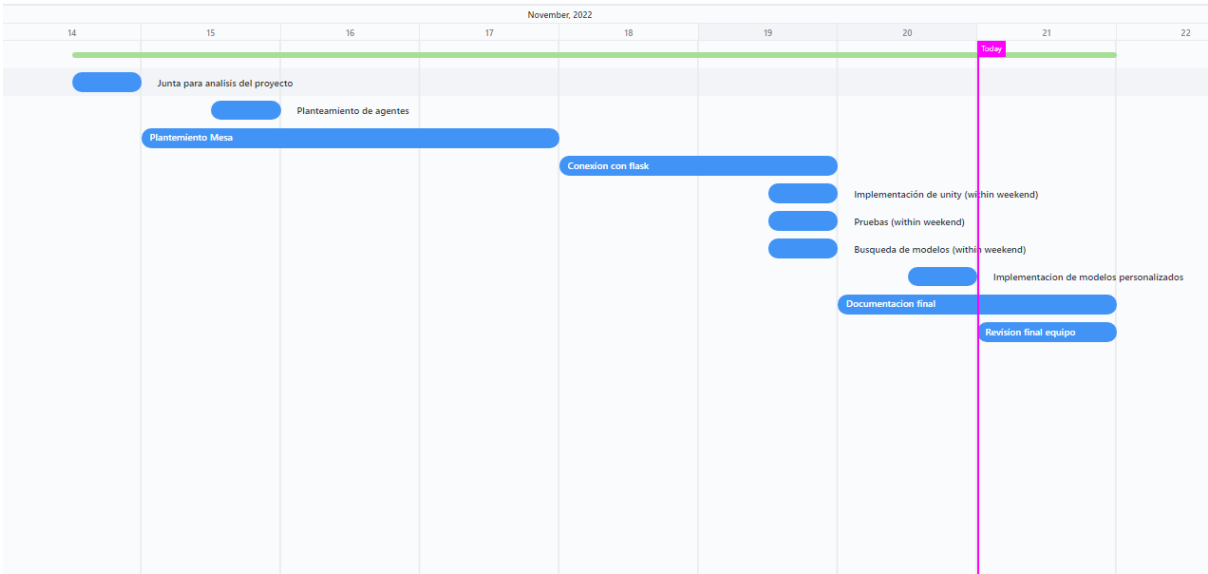 November, 2022
14 15 16 17 18 19 20 21 22
Today
Junta para analísis del proyecto
Planteamiento de agentes
Plantemiento Mesa
Conexion con flask
Implementación de unity (within weekend)
Pruebas (within weekend)
Busqueda de modelos (within weekend)
Implementacion de modelos personalizados
Documentacion final
Revision final equipo